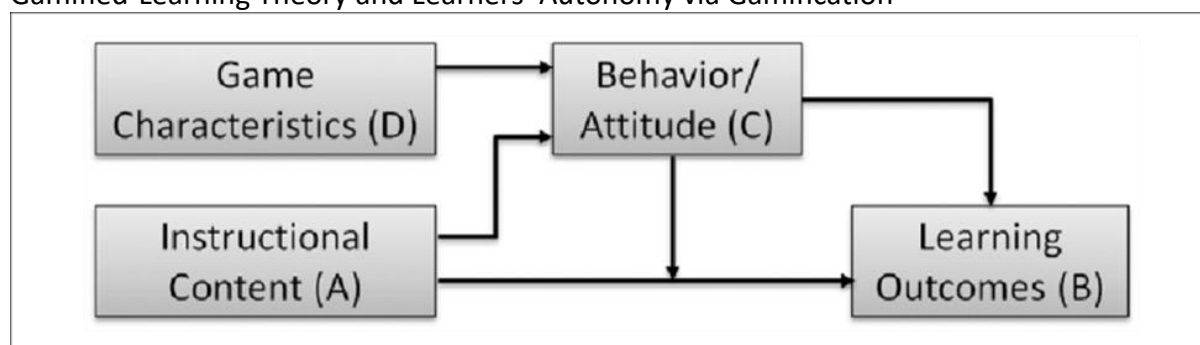 Gamified-Learning Theory and Learners' Autonomy via Gamification
Game
Characteristics (D)
Behavior/
Attitude (C)
Instructional
Content (A)
Learning
Outcomes (B)